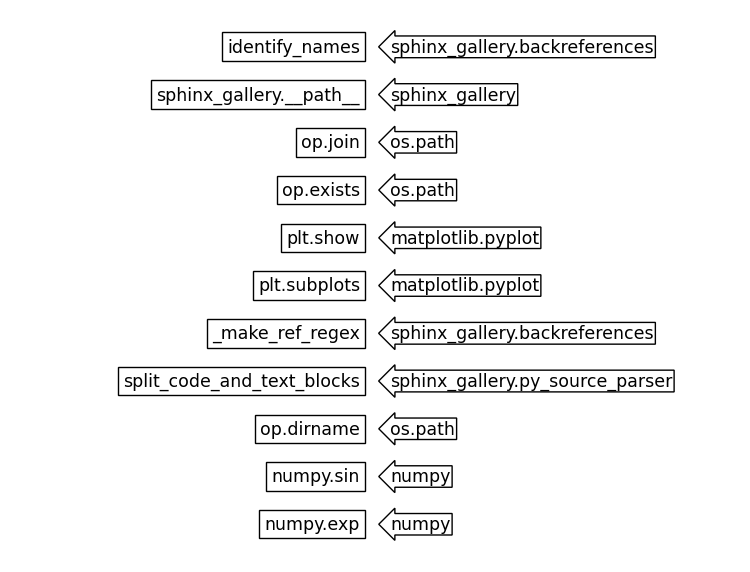 identify_names sphinx_gallery.backreferences
sphinx_gallery.__path__ sphinx_gallery
op.join os.path
op.exists os.path
plt.show matplotlib.pyplot
plt.subplots matplotlib.pyplot
_make_ref_regex sphinx_gallery.backreferences
split_code_and_text_blocks sphinx_gallery.py_source_parser
op.dirname os.path
numpy.sin numpy
numpy.exp numpy